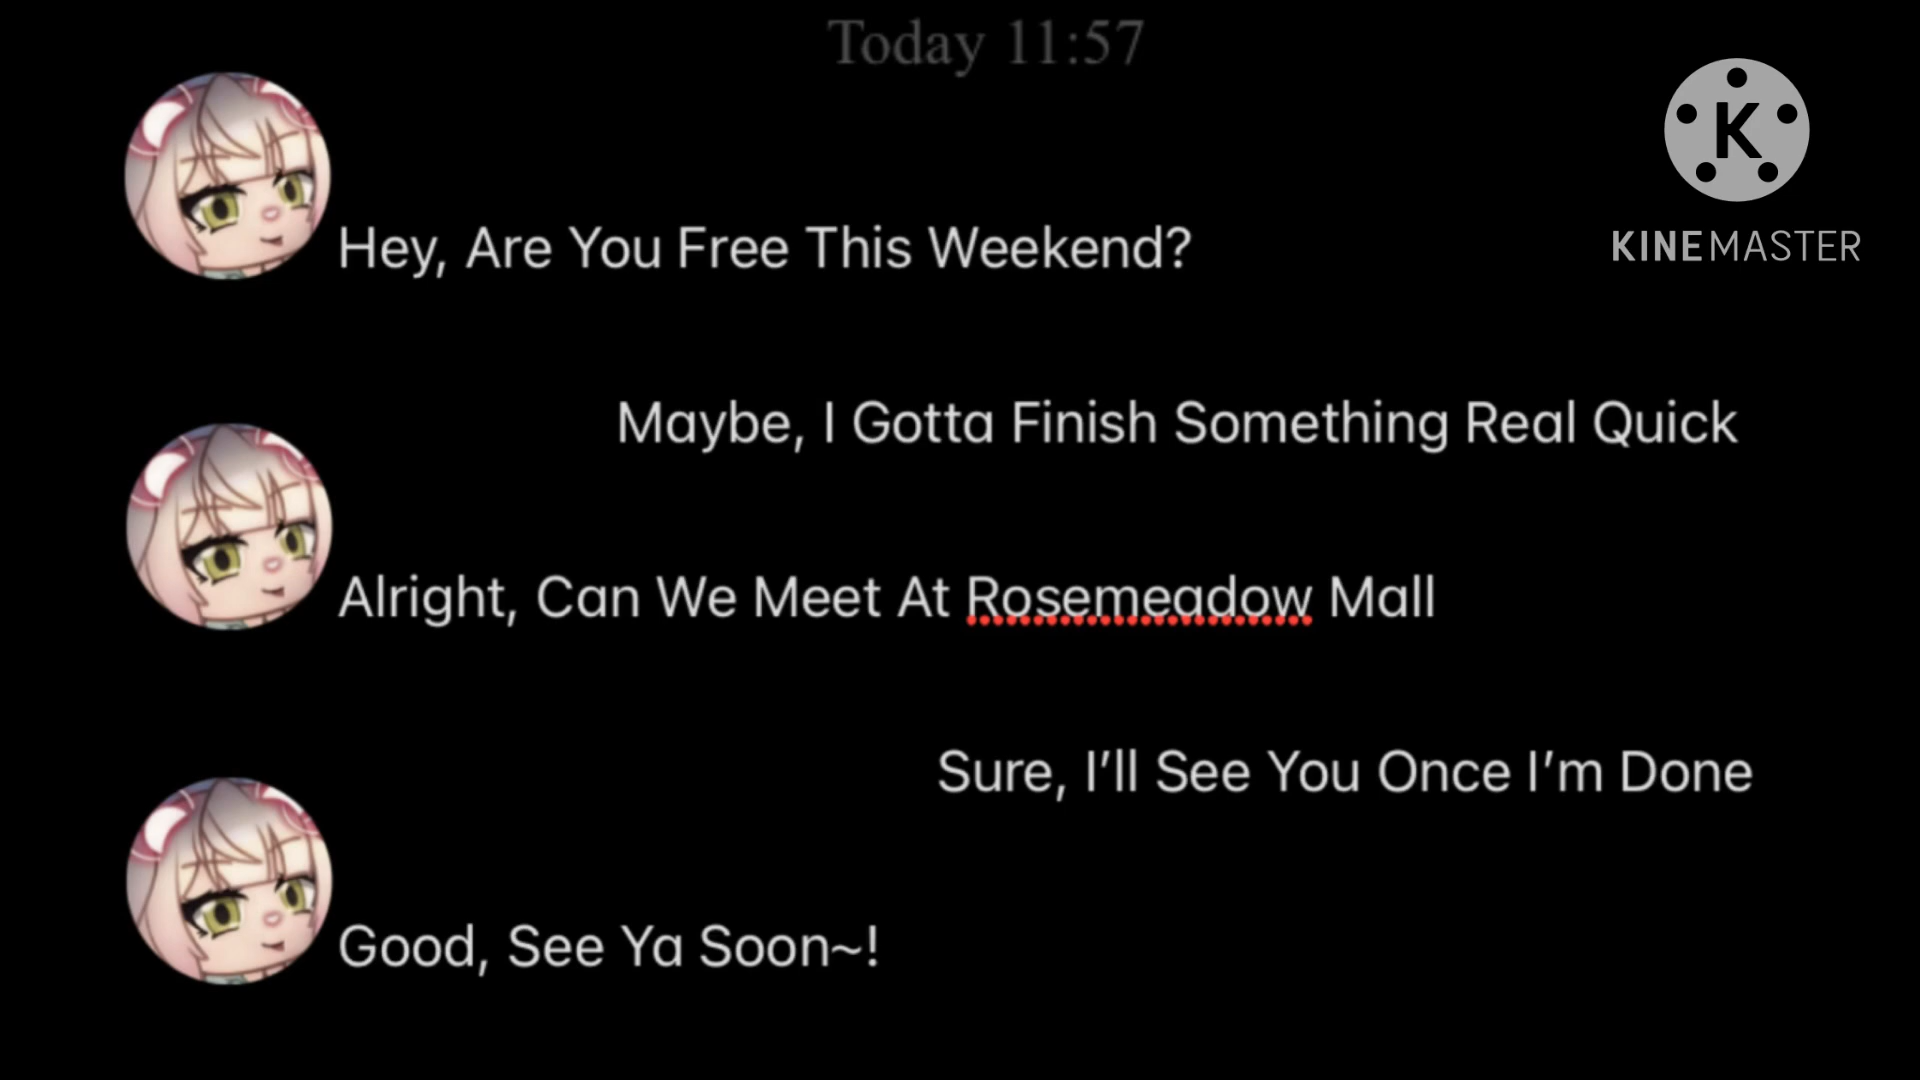 Today 11:57
K
KINEMASTER
Hey, Are You Free This Weekend?
Maybe, I Gotta Finish Something Real Quick
Alright, Can We Meet At Rosemeadow Mall
Sure, I’ll See You Once I’m Done
Good, See Ya Soon~!